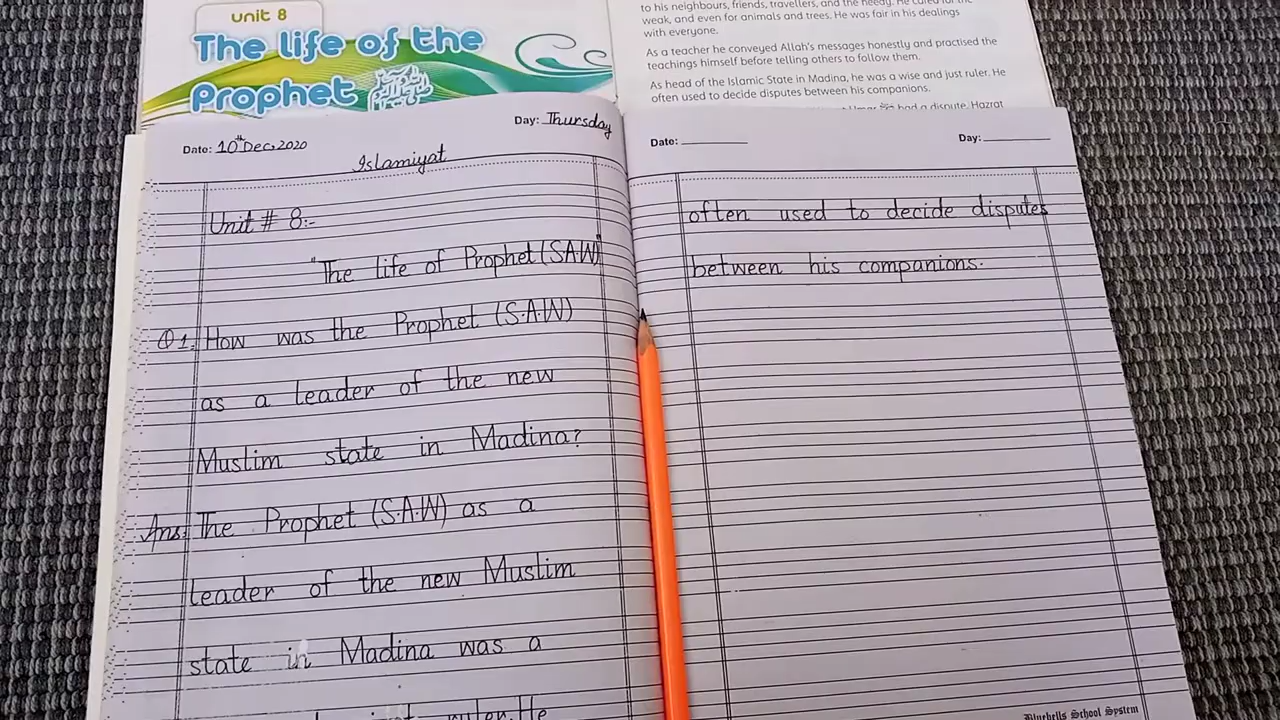 Unit 8
The life of the
Prophet
to his neighbours, friends, travellers, and the needy. He cared for the
weak, and even for animals and trees. He was fair in his dealings
with everyone.
As a teacher he conveyed Allah's messages honestly and practised the
teachings himself before telling others to follow them.
As head of the Islamic State in Madina, he was a wise and just ruler. He
often used to decide disputes between his companions.
had a dispute. Hazrat
Date: 10th Dec, 2020
Day: Thursday
Islamiyat
Unit # 8:-
"The life of Prophet (S.A.W)"
Q1. How was the Prophet (S.A.W)
as a leader of the new
Muslim state in Madina?
Ans: The Prophet (S.A.W) as a
leader of the new Muslim
state in Madina was a
ruler. He
Date:
Day:
often used to decide disputes
between his companions.
Bluebells School System